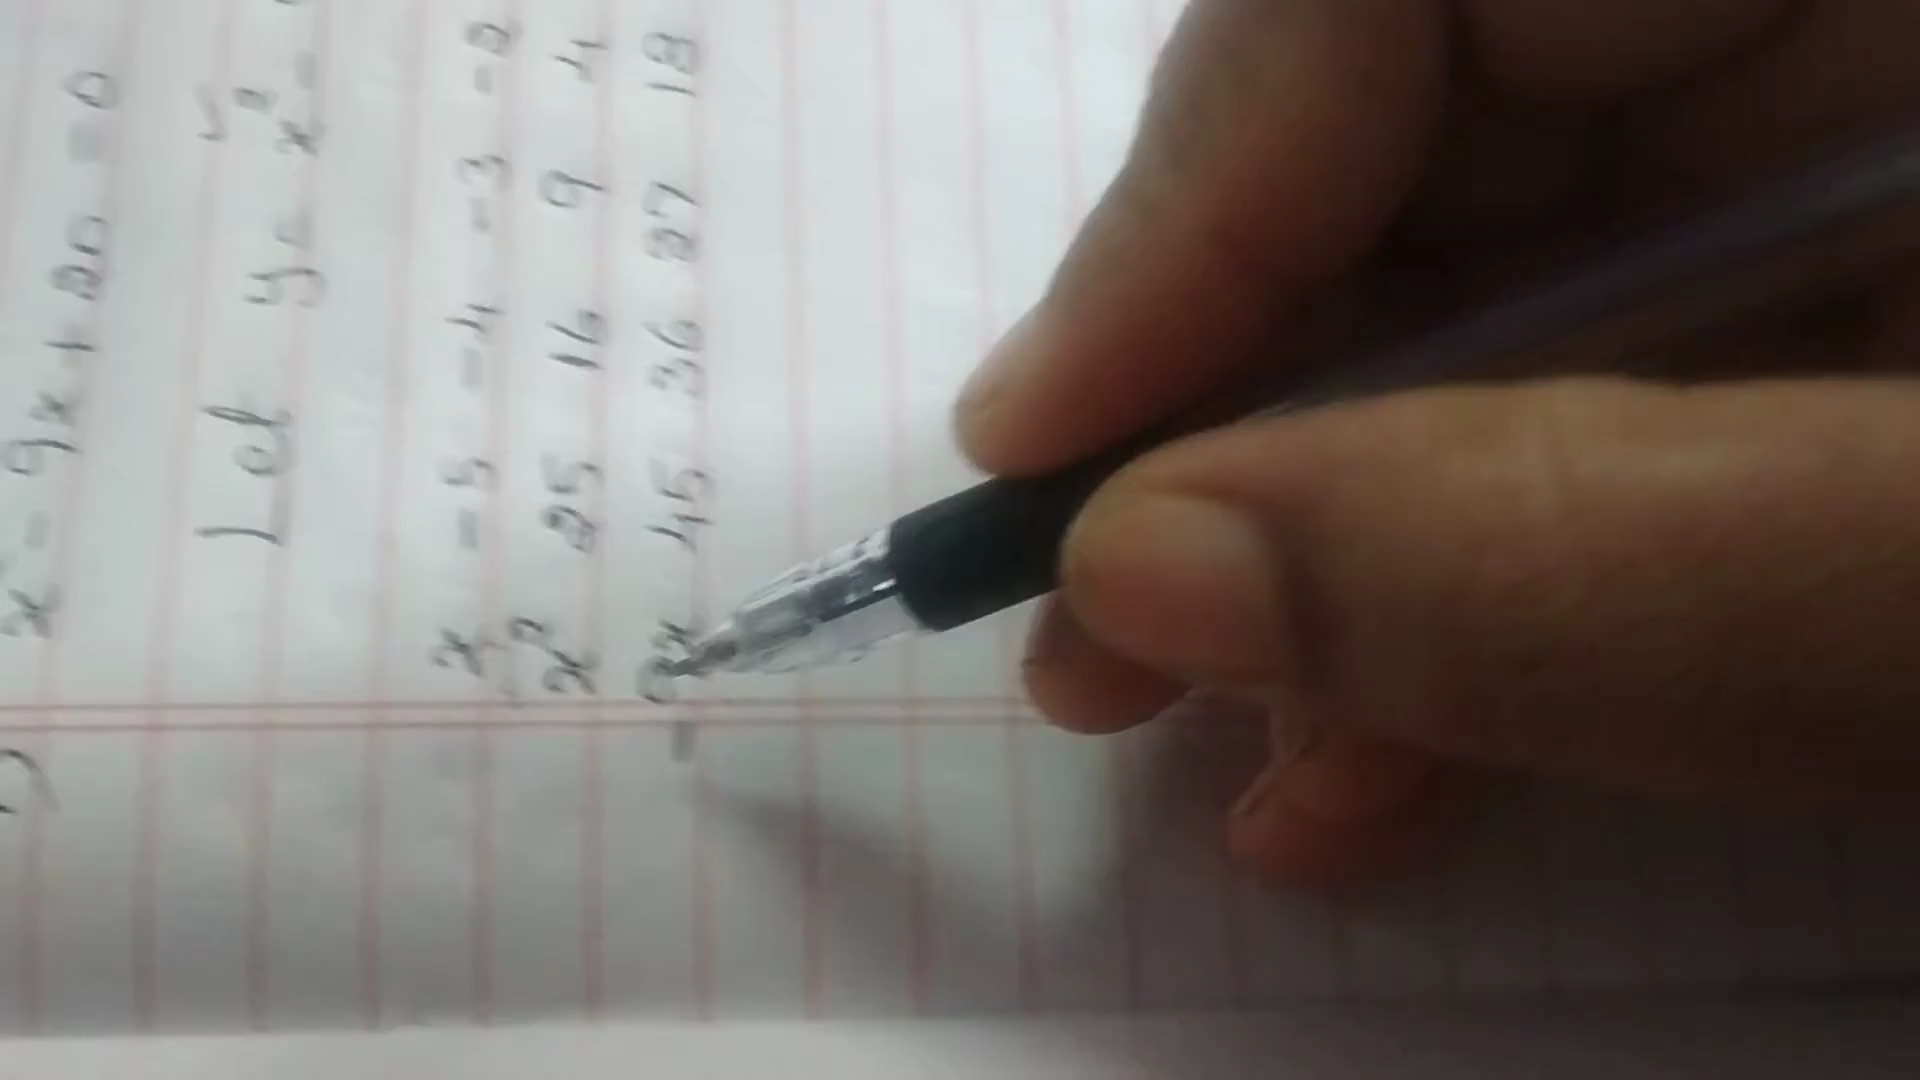 x² - 9x + 20 = 0
Let y = x² -
x -5 -4 -3 -2
x² 25 16 9 4
-9x 45 36 27 18